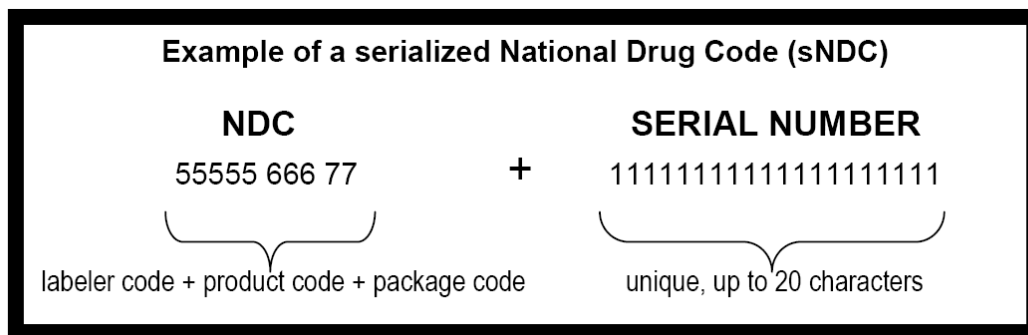 Example of a serialized National Drug Code (sNDC)
NDC
SERIAL NUMBER
55555 666 77
+
11111111111111111111
labeler code + product code + package code
unique, up to 20 characters